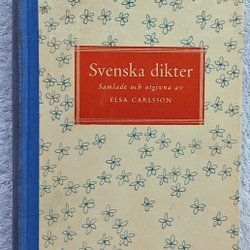 Svenska dikter
Samlade och utgivna av
ELSA CARLSSON